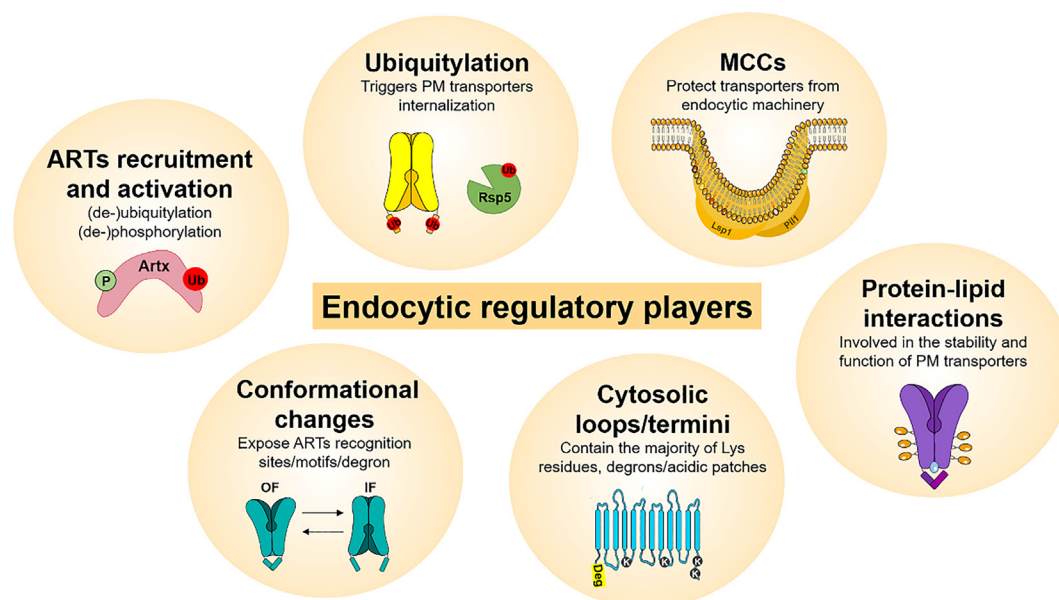 Ubiquitylation
Triggers PM transporters
internalization
Ub
Rsp5
Ub
Ub
MCCs
Protect transporters from
endocytic machinery
Lsp1
Pil1
ARTs recruitment
and activation
(de-)ubiquitylation
(de-)phosphorylation
Artx
P
Ub
Endocytic regulatory players
Protein-lipid
interactions
Involved in the stability and
function of PM transporters
Conformational
changes
Expose ARTs recognition
sites/motifs/degron
OF
IF
Cytosolic
loops/termini
Contain the majority of Lys
residues, degrons/acidic patches
Deg
K
K
K
K